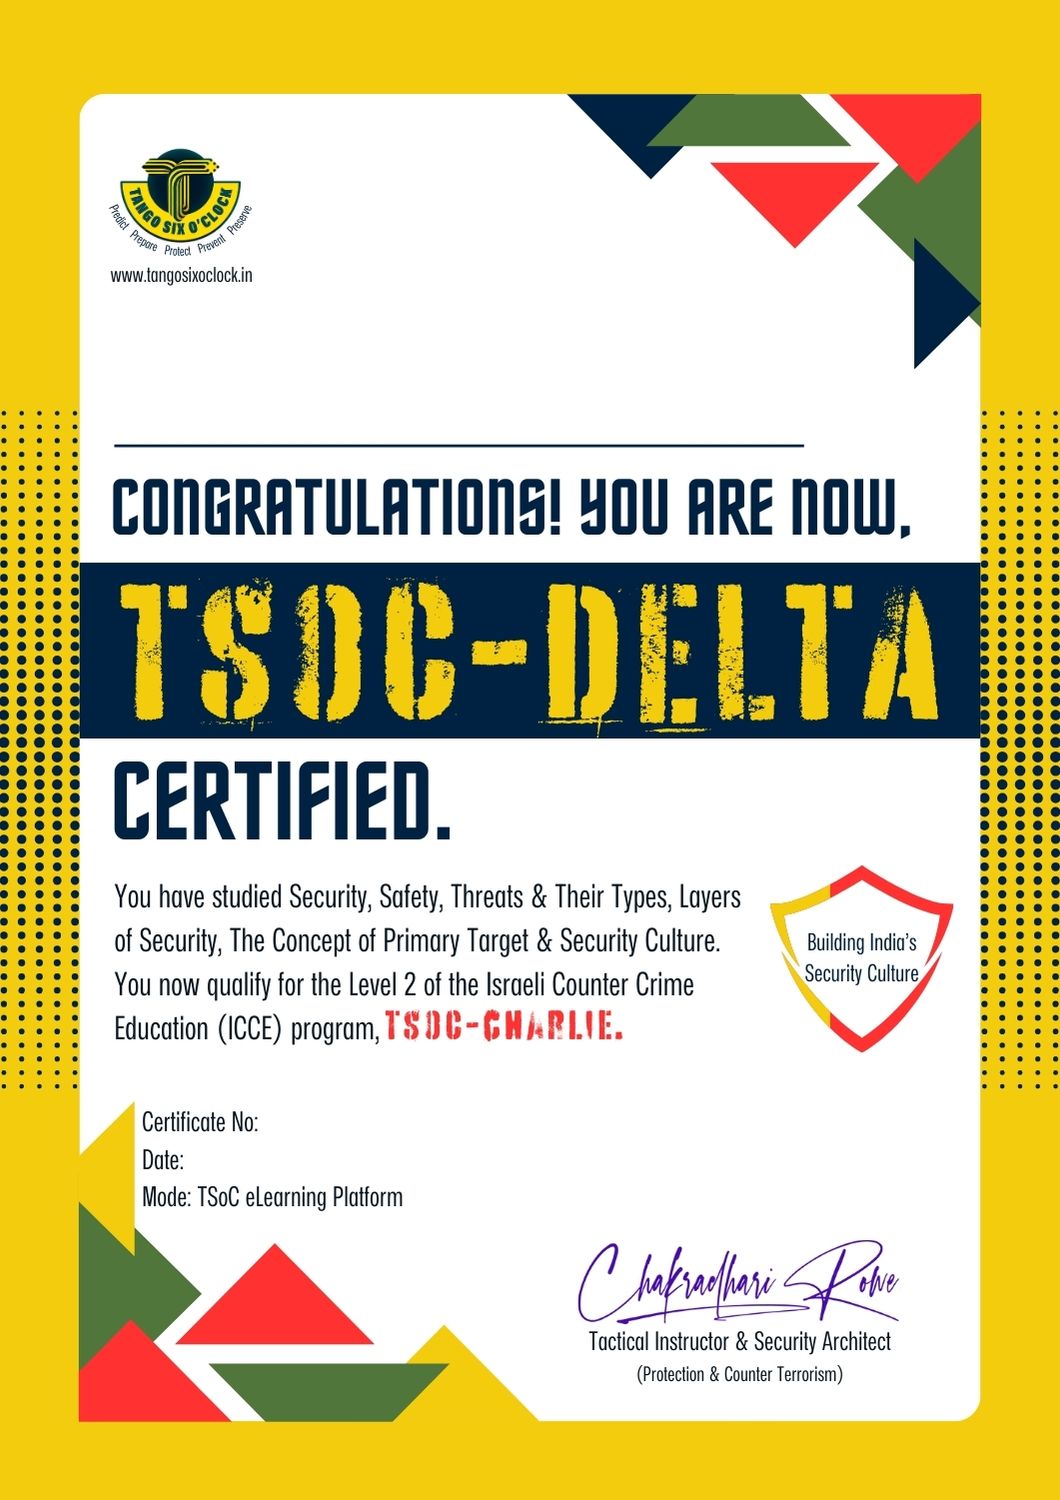 TANGO SIX O'CLOCK
Predict Prepare Protect Prevent Preserve
www.tangosixoclock.in
CONGRATULATIONS! YOU ARE NOW,
TSOC-DELTA
CERTIFIED.
You have studied Security, Safety, Threats & Their Types, Layers
of Security, The Concept of Primary Target & Security Culture.
You now qualify for the Level 2 of the Israeli Counter Crime
Education (ICCE) program, TSOC-CHARLIE.
Building India's
Security Culture
Certificate No:
Date:
Mode: TSoC eLearning Platform
Chakradhari Rowe
Tactical Instructor & Security Architect
(Protection & Counter Terrorism)